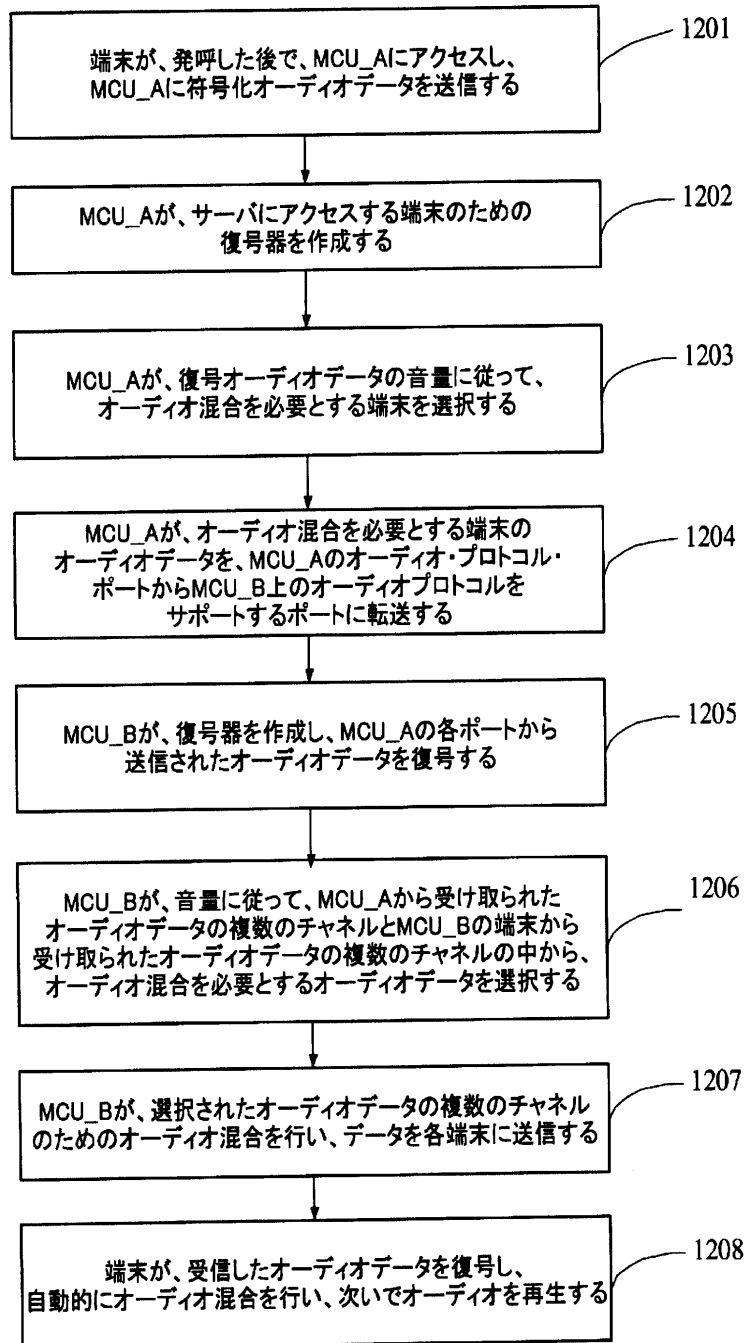 端末が、発呼した後で、MCU_Aにアクセスし、
MCU_Aに符号化オーディオデータを送信する
1201
MCU_Aが、サーバにアクセスする端末のための
復号器を作成する
1202
MCU_Aが、復号オーディオデータの音量に従って、
オーディオ混合を必要とする端末を選択する
1203
MCU_Aが、オーディオ混合を必要とする端末の
オーディオデータを、MCU_Aのオーディオ・プロトコル・
ポートからMCU_B上のオーディオプロトコルを
サポートするポートに転送する
1204
MCU_Bが、復号器を作成し、MCU_Aの各ポートから
送信されたオーディオデータを復号する
1205
MCU_Bが、音量に従って、MCU_Aから受け取られた
オーディオデータの複数のチャネルとMCU_Bの端末から
受け取られたオーディオデータの複数のチャネルの中から、
オーディオ混合を必要とするオーディオデータを選択する
1206
MCU_Bが、選択されたオーディオデータの複数のチャネル
のためのオーディオ混合を行い、データを各端末に送信する
1207
端末が、受信したオーディオデータを復号し、
自動的にオーディオ混合を行い、次いでオーディオを再生する
1208